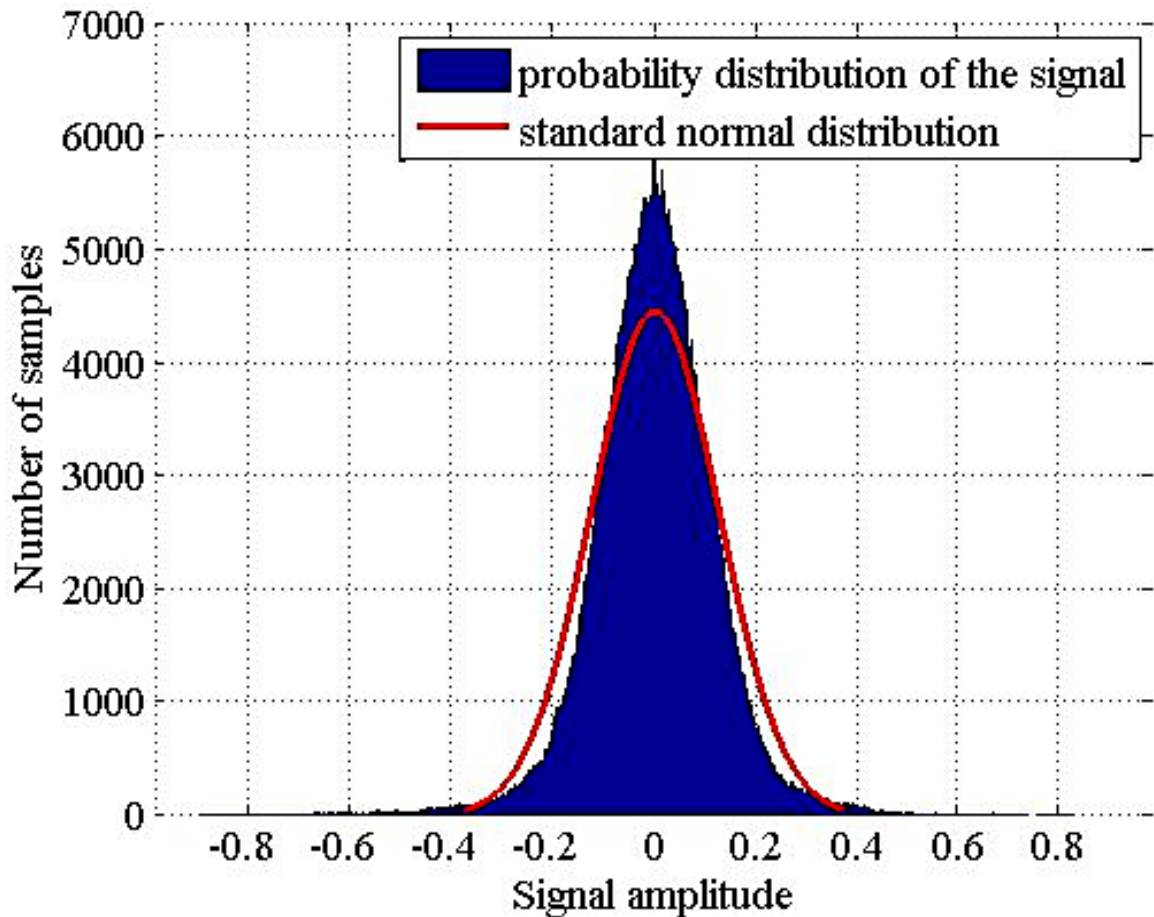 7000
probability distribution of the signal
standard normal distribution
6000
5000
4000
3000
2000
1000
0
Number of samples
-0.8 -0.6 -0.4 -0.2 0 0.2 0.4 0.6 0.8
Signal amplitude